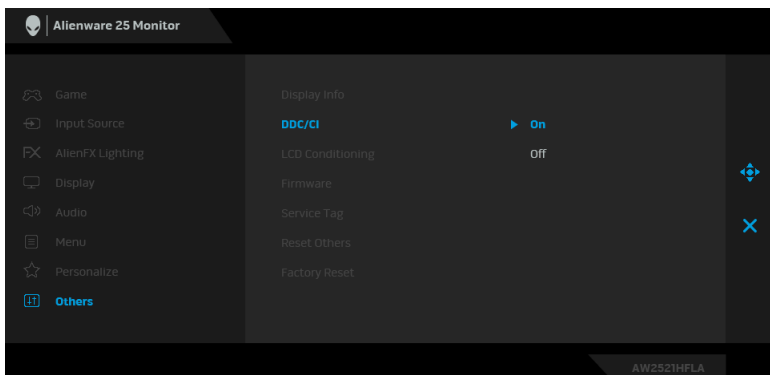 Alienware 25 Monitor
Game
Display Info
Input Source
DDC/CI On
AlienFX Lighting
LCD Conditioning Off
Display
Firmware
Audio
Service Tag
Menu
Reset Others
Personalize
Factory Reset
Others
AW2521HFLA